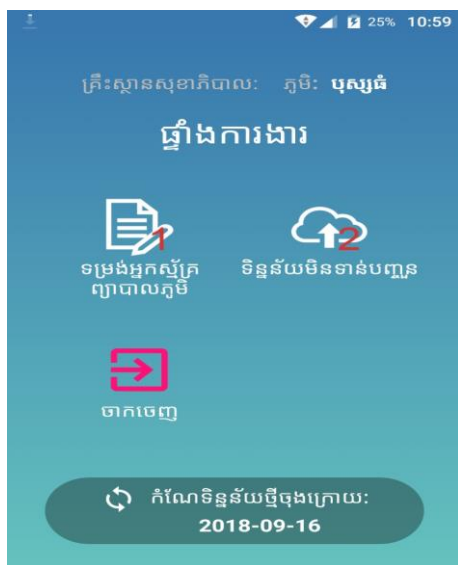 25% 10:59
គ្រឹះស្ថានសុខាភិបាល: ភូមិ: បុស្សធំ
ផ្ទាំងការងារ
1
2
ទម្រង់អ្នកស្ម័គ្រ
ព្យាបាលភូមិ
ទិន្នន័យមិនទាន់បញ្ជូន
ចាកចេញ
កំណែទិន្នន័យថ្មីចុងក្រោយ:
2018-09-16